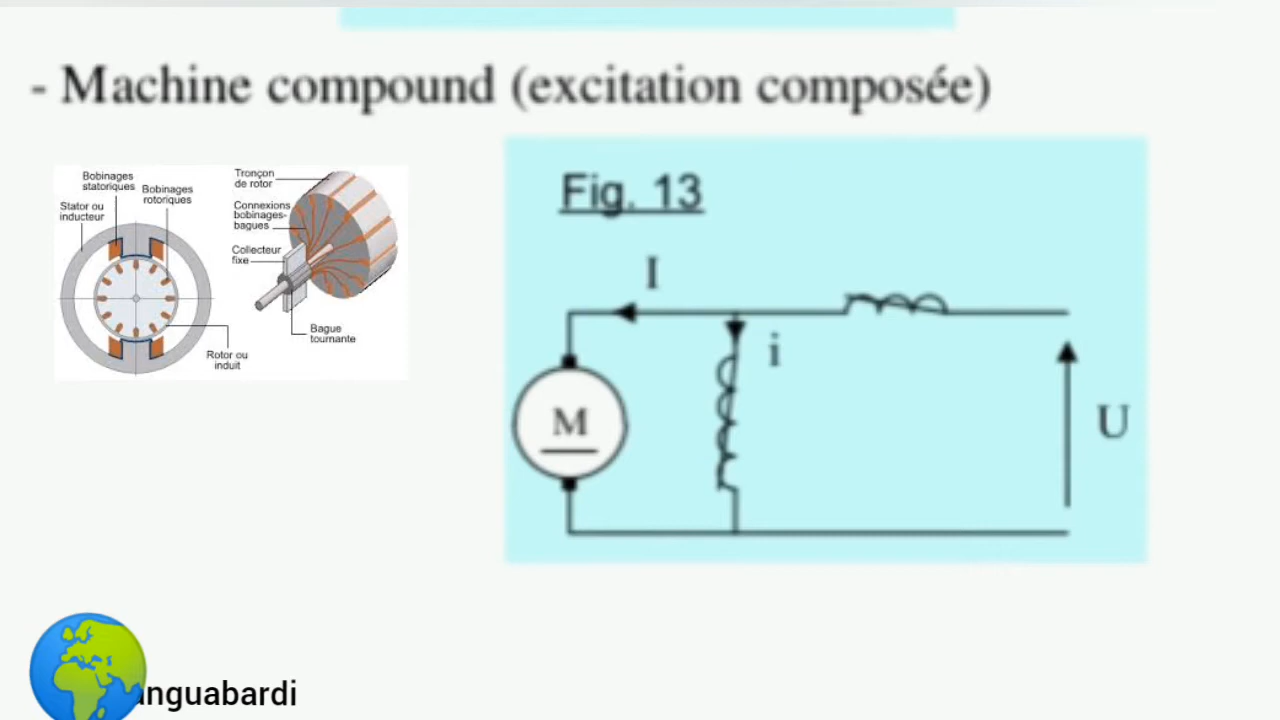 - Machine compound (excitation composée)
Bobinages
statoriques
Bobinages
rotoriques
Stator ou
inducteur
Rotor ou
induit
Tronçon
de rotor
Connexions
bobinages-
bagues
Collecteur
fixe
Bague
tournante
Fig. 13
I
i
M
U
anguabardi